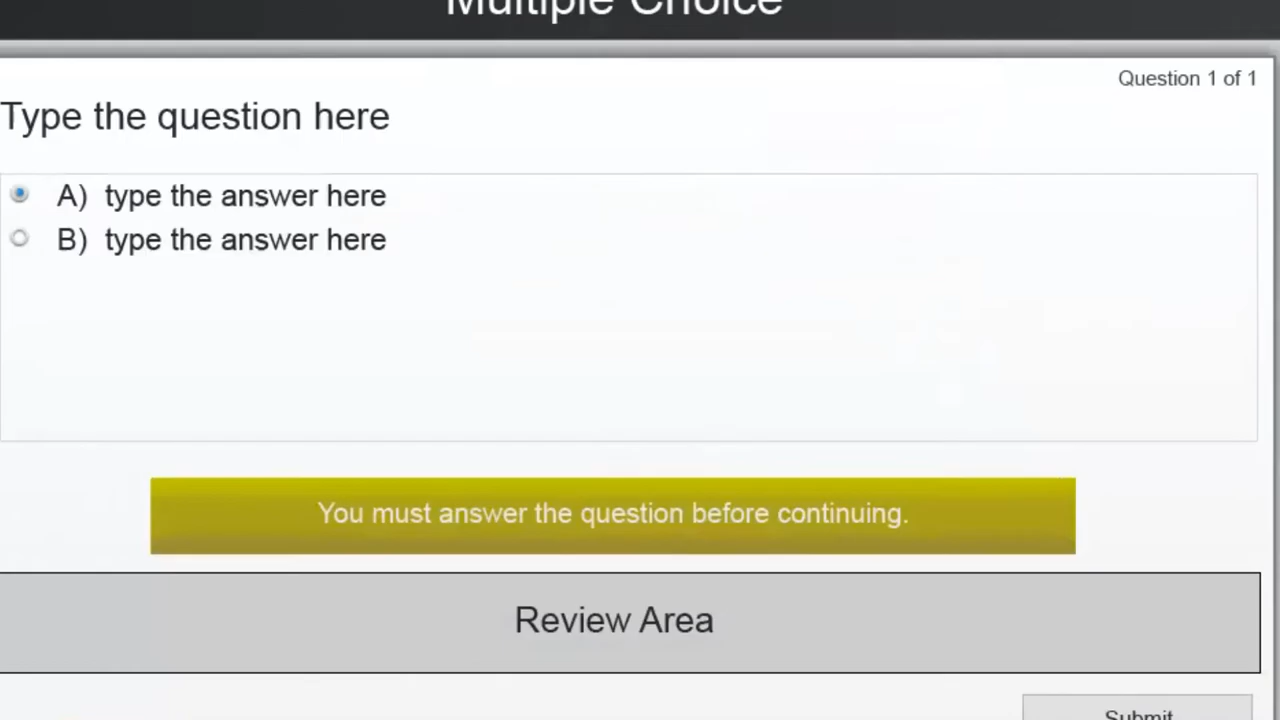 Multiple Choice
Question 1 of 1
Type the question here
A) type the answer here
B) type the answer here
You must answer the question before continuing.
Review Area
Submit